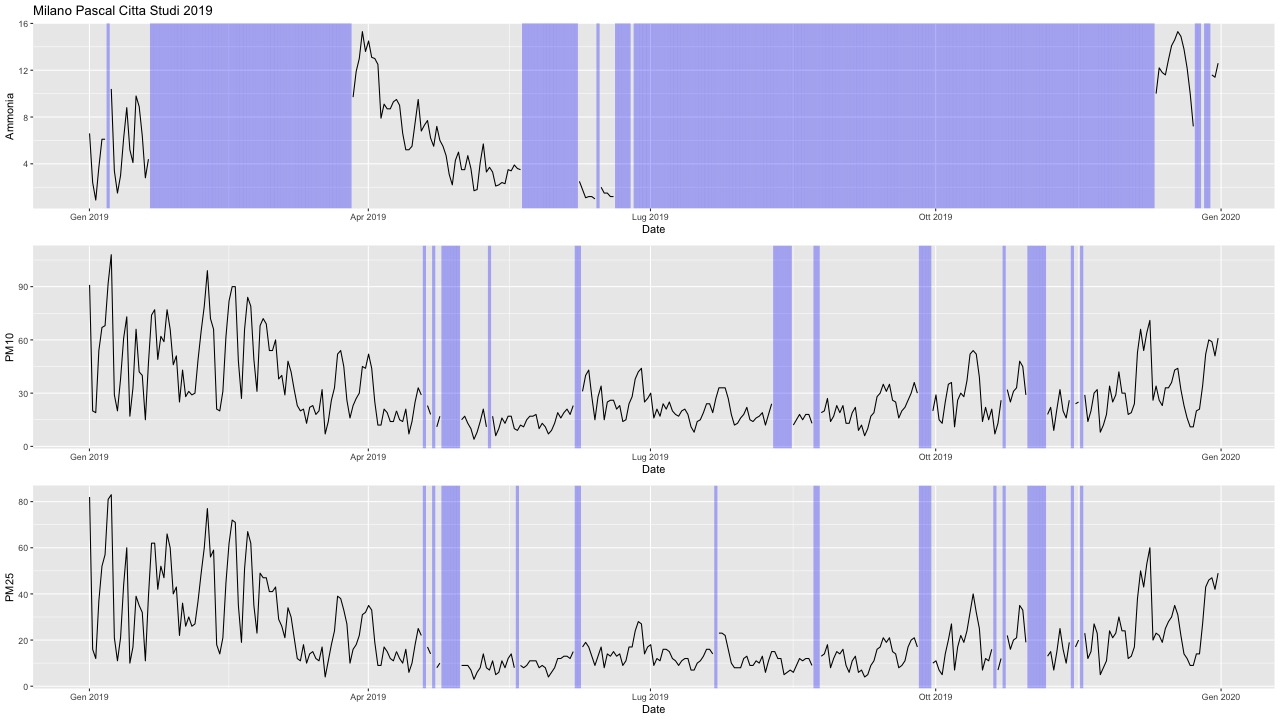 Milano Pascal Citta Studi 2019
16
12
8
4
Ammonia
Gen 2019 Apr 2019 Lug 2019 Ott 2019 Gen 2020
Date
90
60
30
0
PM10
Gen 2019 Apr 2019 Lug 2019 Ott 2019 Gen 2020
Date
80
60
40
20
0
PM25
Gen 2019 Apr 2019 Lug 2019 Ott 2019 Gen 2020
Date